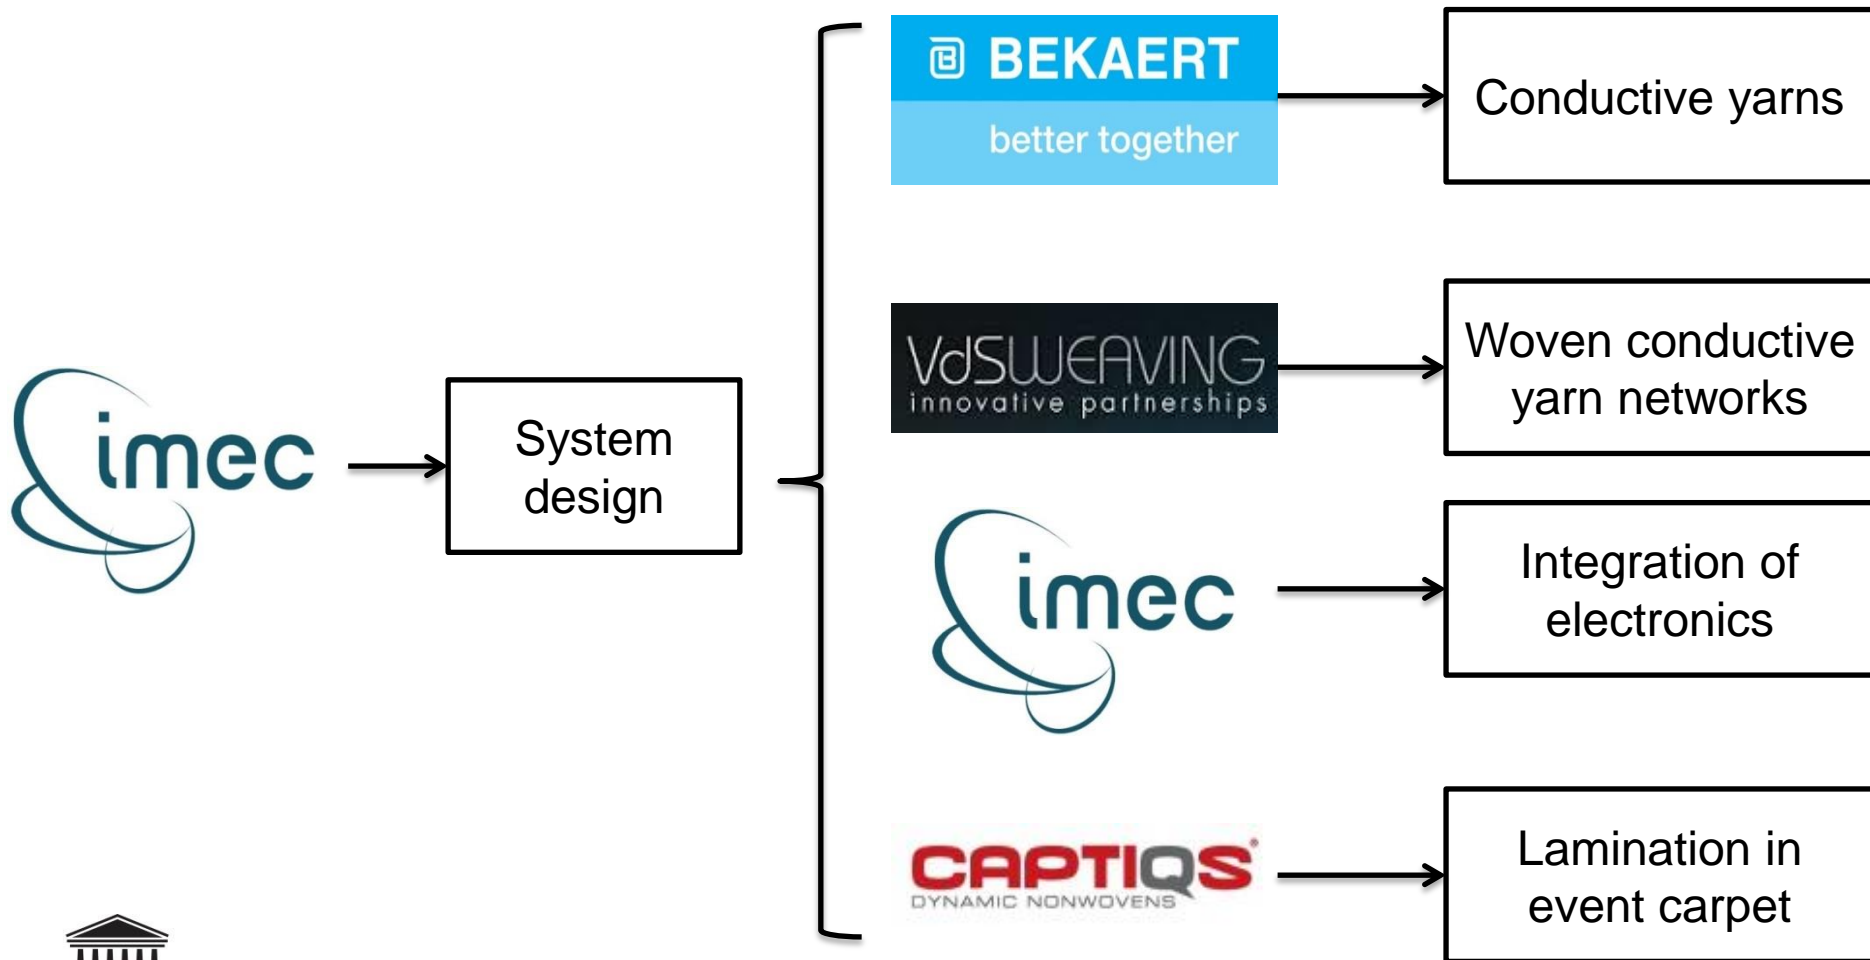 imec
System
design
BEKAERT
better together
Conductive yarns
VdSWEAVING
innovative partnerships
Woven conductive
yarn networks
imec
Integration of
electronics
CAPTIQS®
DYNAMIC NONWOVENS
Lamination in
event carpet